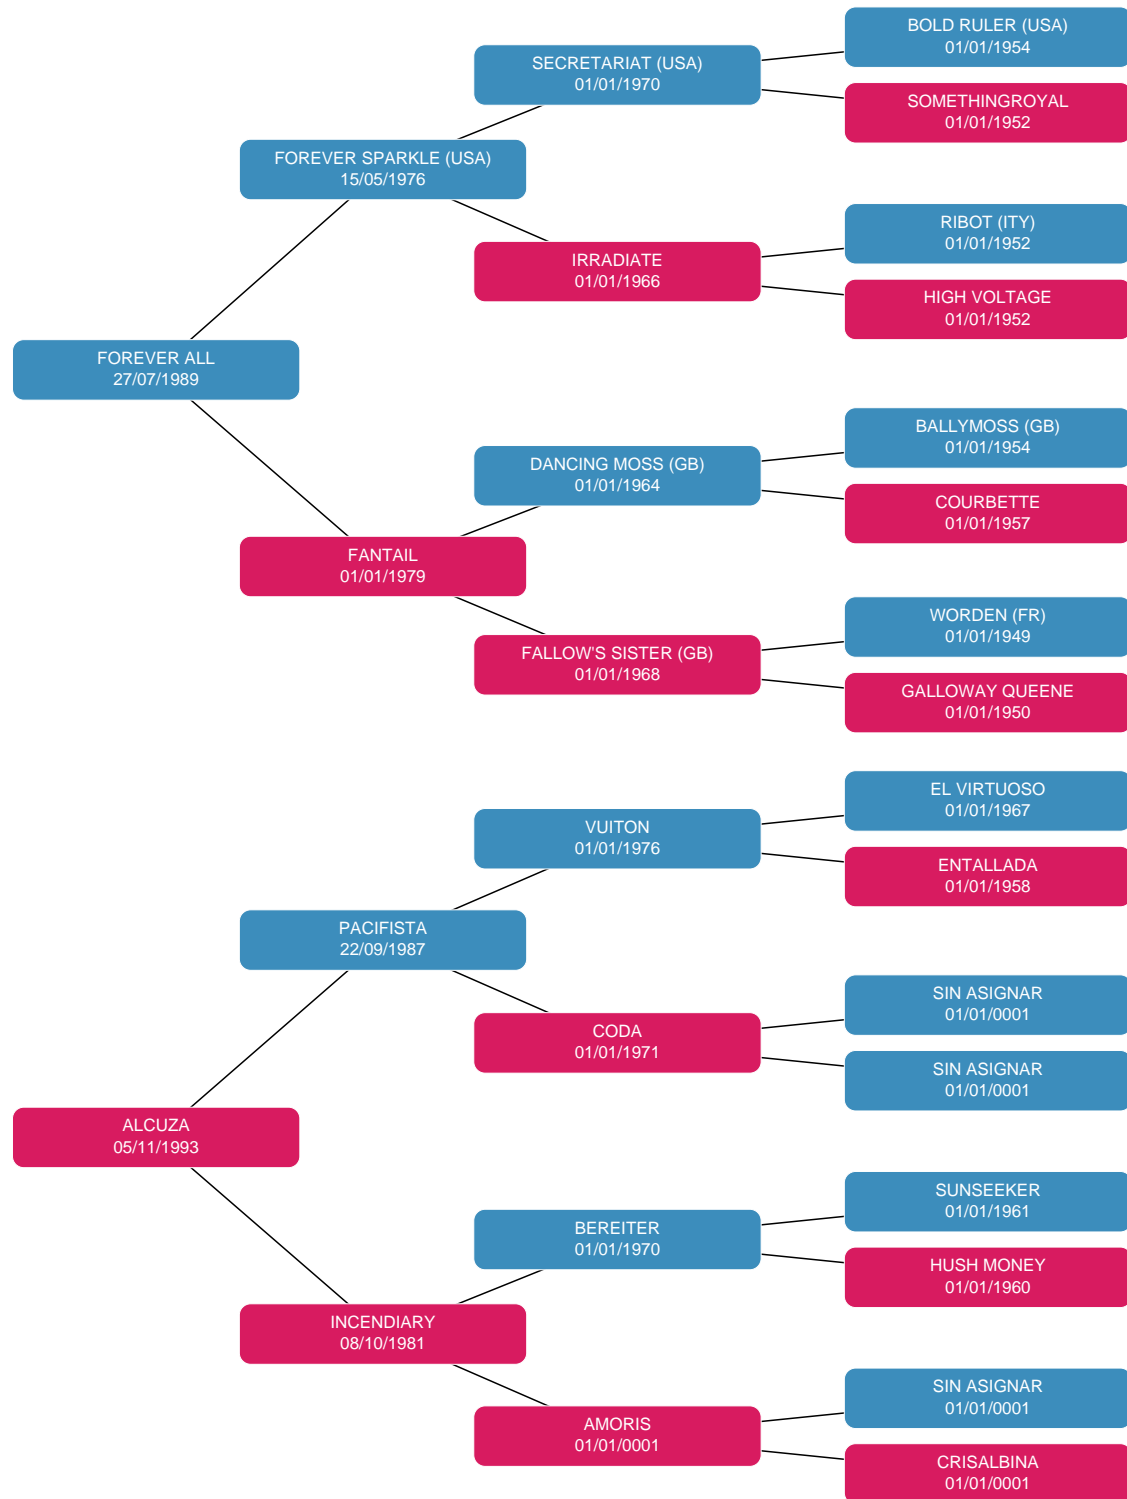 BOLD RULER (USA)
01/01/1954
SECRETARIAT (USA)
01/01/1970
SOMETHINGROYAL
01/01/1952
FOREVER SPARKLE (USA)
15/05/1976
RIBOT (ITY)
01/01/1952
IRRADIATE
01/01/1966
HIGH VOLTAGE
01/01/1952
FOREVER ALL
27/07/1989
BALLYMOSS (GB)
01/01/1954
DANCING MOSS (GB)
01/01/1964
COURBETTE
01/01/1957
FANTAIL
01/01/1979
WORDEN (FR)
01/01/1949
FALLOW'S SISTER (GB)
01/01/1968
GALLOWAY QUEENE
01/01/1950
EL VIRTUOSO
01/01/1967
VUITON
01/01/1976
ENTALLADA
01/01/1958
PACIFISTA
22/09/1987
SIN ASIGNAR
01/01/0001
CODA
01/01/1971
SIN ASIGNAR
01/01/0001
ALCUZA
05/11/1993
SUNSEEKER
01/01/1961
BEREITER
01/01/1970
HUSH MONEY
01/01/1960
INCENDIARY
08/10/1981
SIN ASIGNAR
01/01/0001
AMORIS
01/01/0001
CRISALBINA
01/01/0001